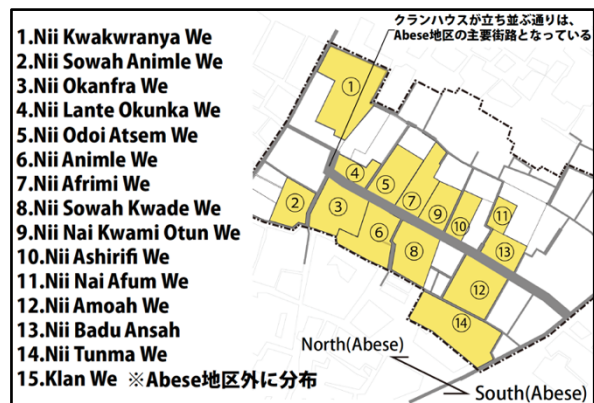 1.Nii Kwakwranya We
2.Nii Sowah Animle We
3.Nii Okanfra We
4.Nii Lante Okunka We
5.Nii Odoi Atsem We
6.Nii Animle We
7.Nii Afrimi We
8.Nii Sowah Kwade We
9.Nii Nai Kwami Otun We
10.Nii Ashirifi We
11.Nii Nai Afum We
12.Nii Amoah We
13.Nii Badu Ansah
14.Nii Tunma We
15.Klan We ※Abese地区外に分布
クランハウスが立ち並ぶ通りは、
Abese地区の主要街路となっている
①
④
⑤
②
③
⑦
⑨
⑩
⑪
⑥
⑧
⑬
⑫
⑭
North(Abese)
South(Abese)